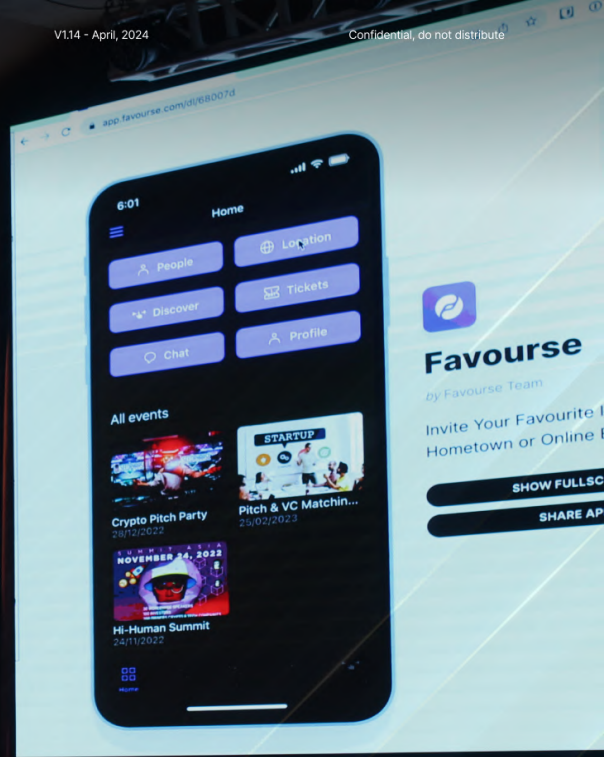 V1.14 - April, 2024
Confidential, do not distribute
app.favourse.com/dl/68007d
6:01
Home
People
Location
Discover
Tickets
Chat
Profile
All events
STARTUP
Crypto Pitch Party
28/12/2022
Pitch & VC Matchin...
25/02/2023
SUMMIT ASIA
NOVEMBER 24, 2022
Hi-Human Summit
24/11/2022
Home
Favourse
by Favourse Team
Invite Your Favourite
Hometown or Online
SHOW FULLSC
SHARE AP